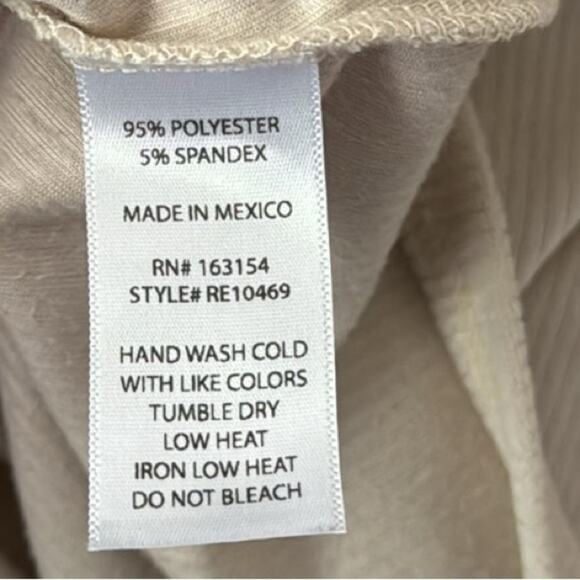 95% POLYESTER
5% SPANDEX
MADE IN MEXICO
RN# 163154
STYLE# RE10469
HAND WASH COLD
WITH LIKE COLORS
TUMBLE DRY
LOW HEAT
IRON LOW HEAT
DO NOT BLEACH